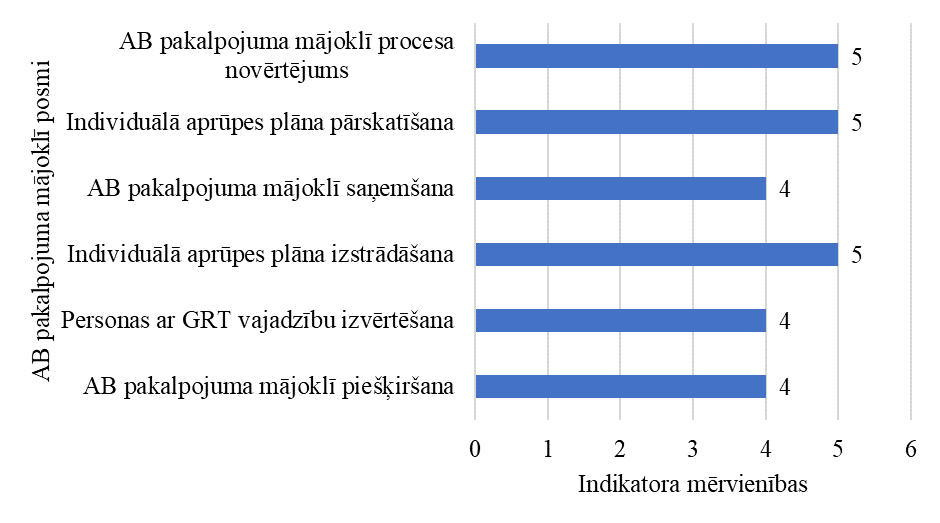 AB pakalpojuma mājoklī posmi
AB pakalpojuma mājoklī procesa
novērtējums
5
Individuālā aprūpes plāna pārskatīšana
5
AB pakalpojuma mājoklī saņemšana
4
Individuālā aprūpes plāna izstrādāšana
5
Personas ar GRT vajadzību izvērtēšana
4
AB pakalpojuma mājoklī piešķiršana
4
0 1 2 3 4 5 6
Indikatora mērvienības